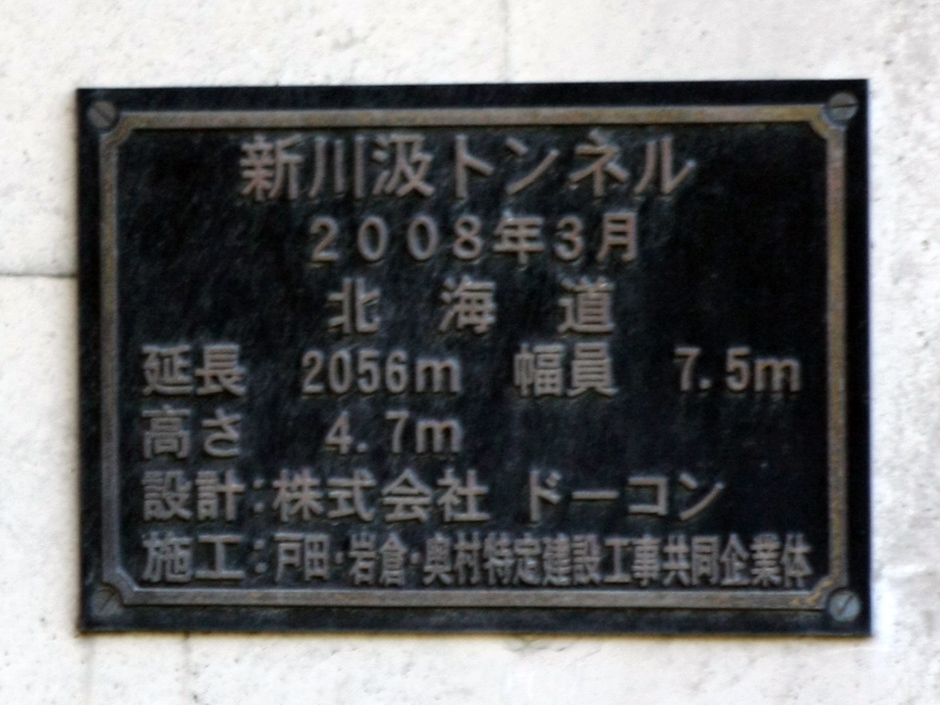 新川汲トンネル
2008年3月
北海道
延長 2056m 幅員 7.5m
高さ 4.7m
設計:株式会社 ドーコン
施工:戸田・岩倉・奥村特定建設工事共同企業体